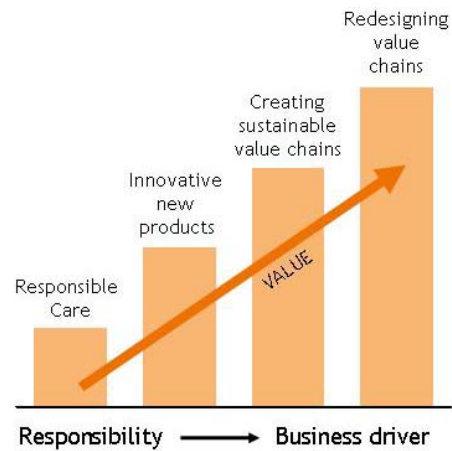 Redesigning
value
chains
Creating
sustainable
value chains
Innovative
new
products
Responsible
Care
VALUE
Responsibility
Business driver